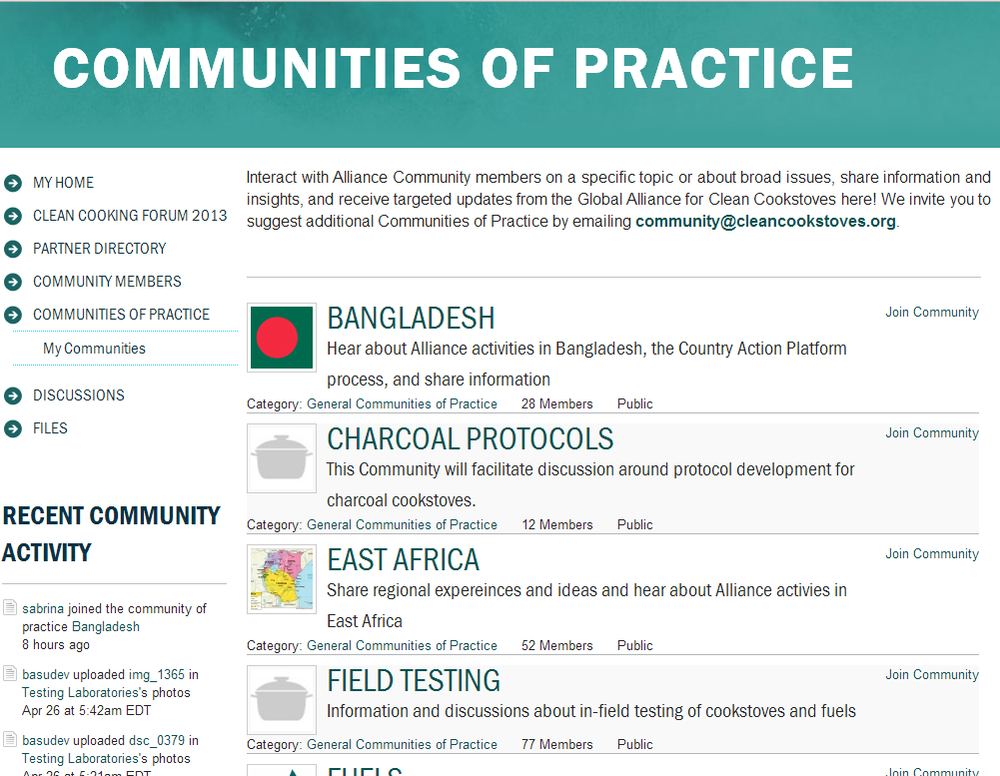 COMMUNITIES OF PRACTICE
MY HOME
CLEAN COOKING FORUM 2013
PARTNER DIRECTORY
COMMUNITY MEMBERS
COMMUNITIES OF PRACTICE
My Communities
DISCUSSIONS
FILES
RECENT COMMUNITY
ACTIVITY
sabrina joined the community of
practice Bangladesh
8 hours ago
basudev uploaded img_1365 in
Testing Laboratories's photos
Apr 26 at 5:42am EDT
basudev uploaded dsc_0379 in
Testing Laboratories's photos
Apr 26 at 5:21am EDT
Interact with Alliance Community members on a specific topic or about broad issues, share information and
insights, and receive targeted updates from the Global Alliance for Clean Cookstoves here! We invite you to
suggest additional Communities of Practice by emailing community@cleancookstoves.org.
BANGLADESH
Join Community
Hear about Alliance activities in Bangladesh, the Country Action Platform
process, and share information
Category: General Communities of Practice 28 Members Public
CHARCOAL PROTOCOLS
Join Community
This Community will facilitate discussion around protocol development for
charcoal cookstoves.
Category: General Communities of Practice 12 Members Public
EAST AFRICA
Join Community
Share regional expereinces and ideas and hear about Alliance activies in
East Africa
Category: General Communities of Practice 52 Members Public
FIELD TESTING
Join Community
Information and discussions about in-field testing of cookstoves and fuels
Category: General Communities of Practice 77 Members Public
FUELS
Join Community